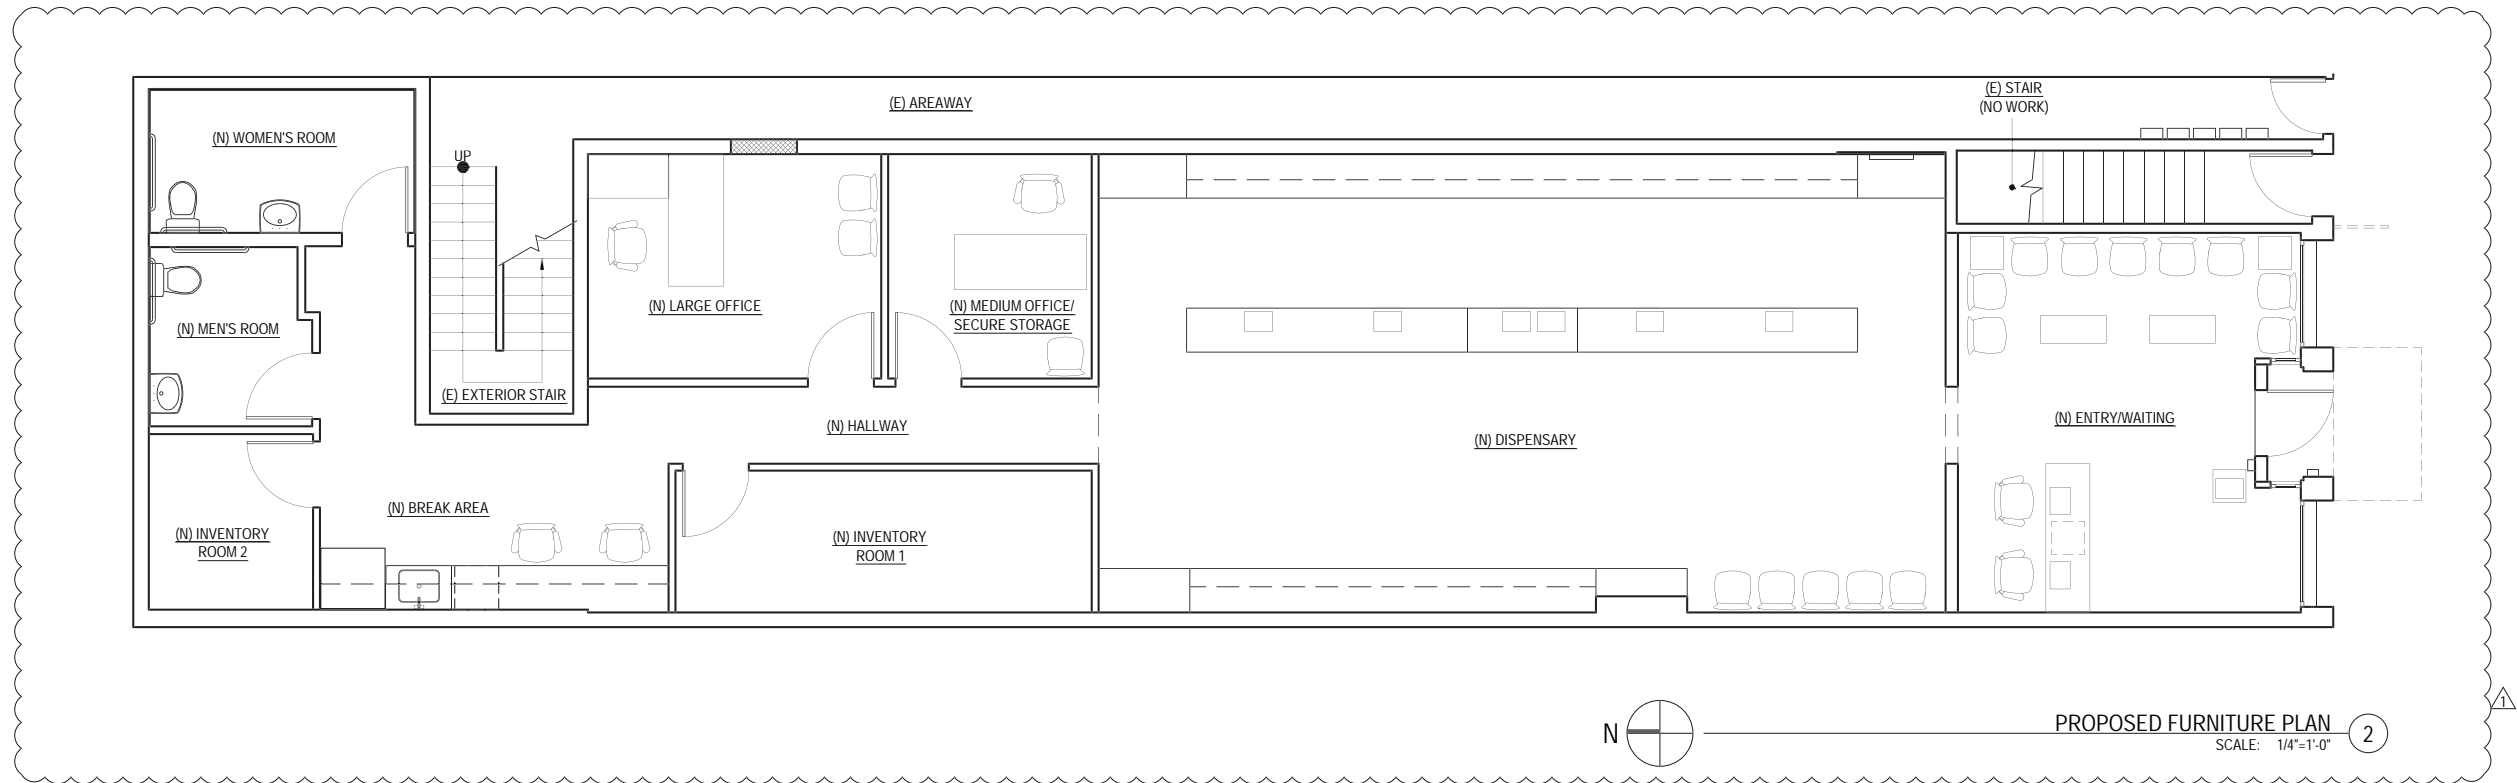 (E) AREAWAY
(E) STAIR
(NO WORK)
(N) WOMEN'S ROOM
UP
(N) LARGE OFFICE
(N) MEDIUM OFFICE/
SECURE STORAGE
(N) MEN'S ROOM
(E) EXTERIOR STAIR
(N) HALLWAY
(N) DISPENSARY
(N) ENTRY/WAITING
(N) BREAK AREA
(N) INVENTORY
ROOM 2
(N) INVENTORY
ROOM 1
N
PROPOSED FURNITURE PLAN
SCALE: 1/4"=1'-0"
2
1